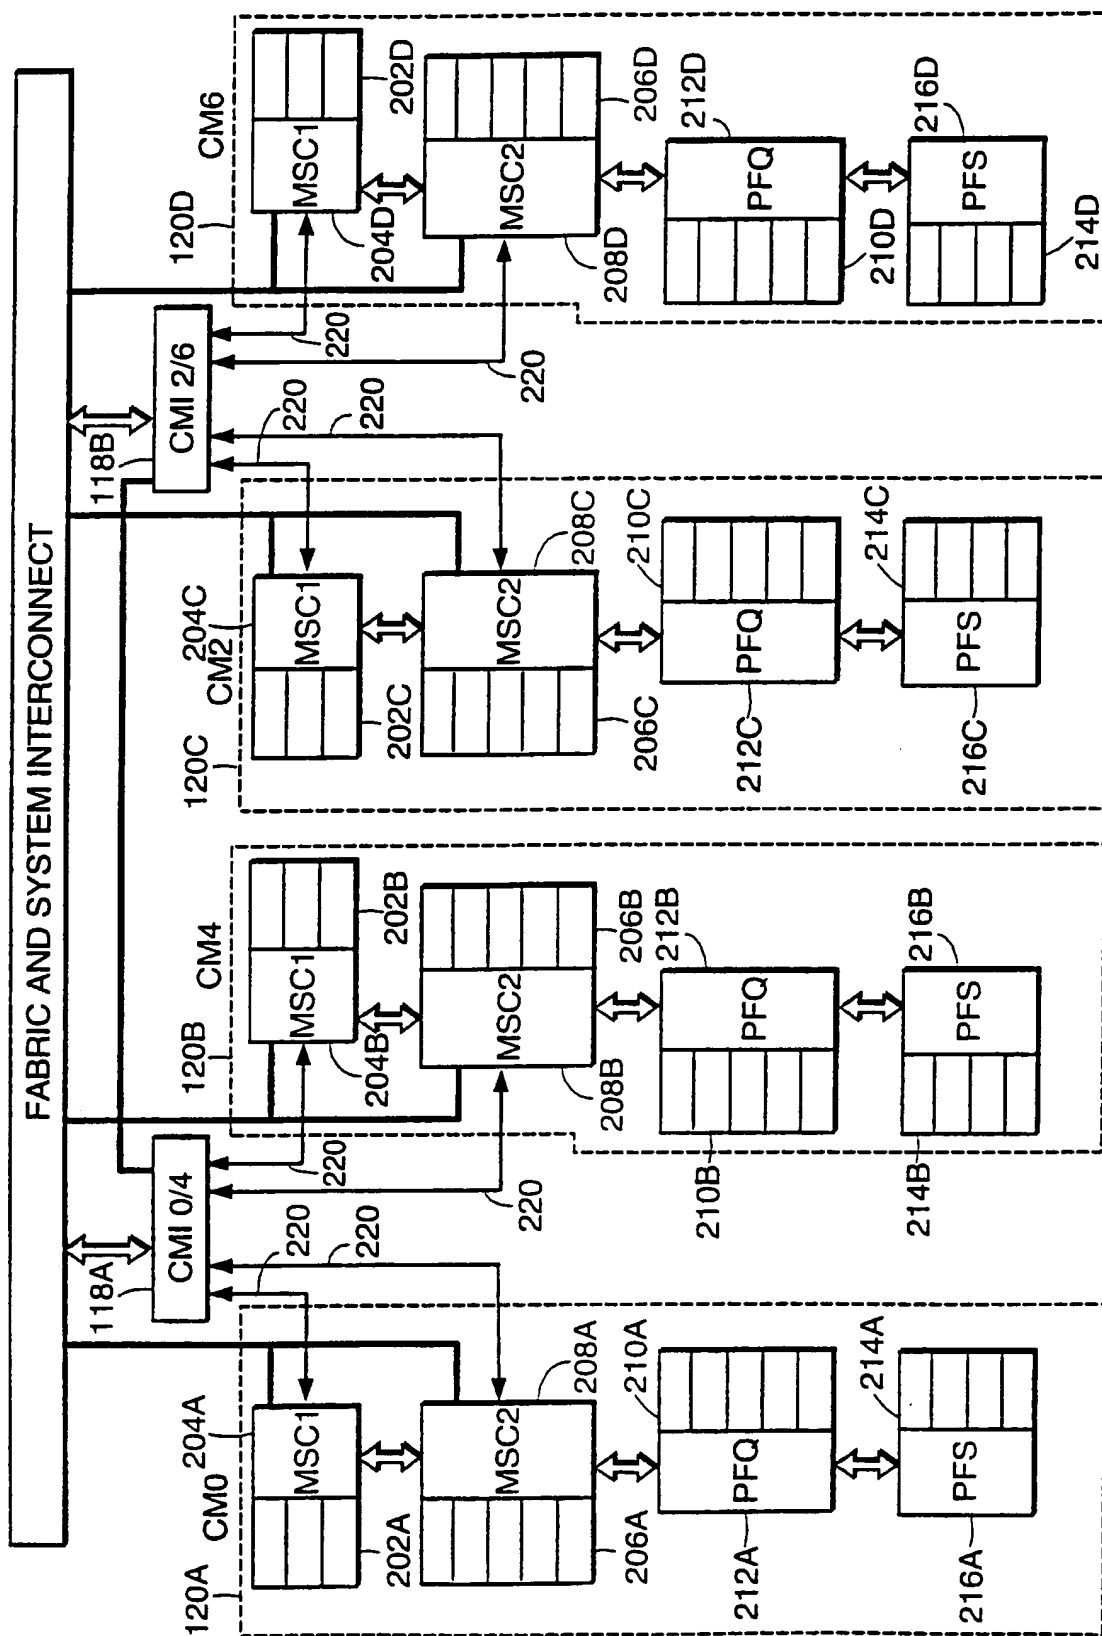 FABRIC AND SYSTEM INTERCONNECT
118A
CMI 0/4
118B
CMI 2/6
120A
CM0
204A
MSC1
202A
220
220
MSC2
208A
206A
210A
PFQ
212A
214A
PFS
216A
120B
CM4
MSC1
204B
202B
220
220
MSC2
208B
206B
212B
PFQ
210B
216B
PFS
214B
120C
CM2
204C
MSC1
202C
220
220
MSC2
208C
206C
210C
PFQ
212C
214C
PFS
216C
120D
CM6
MSC1
204D
202D
220
220
MSC2
208D
206D
212D
PFQ
210D
216D
PFS
214D